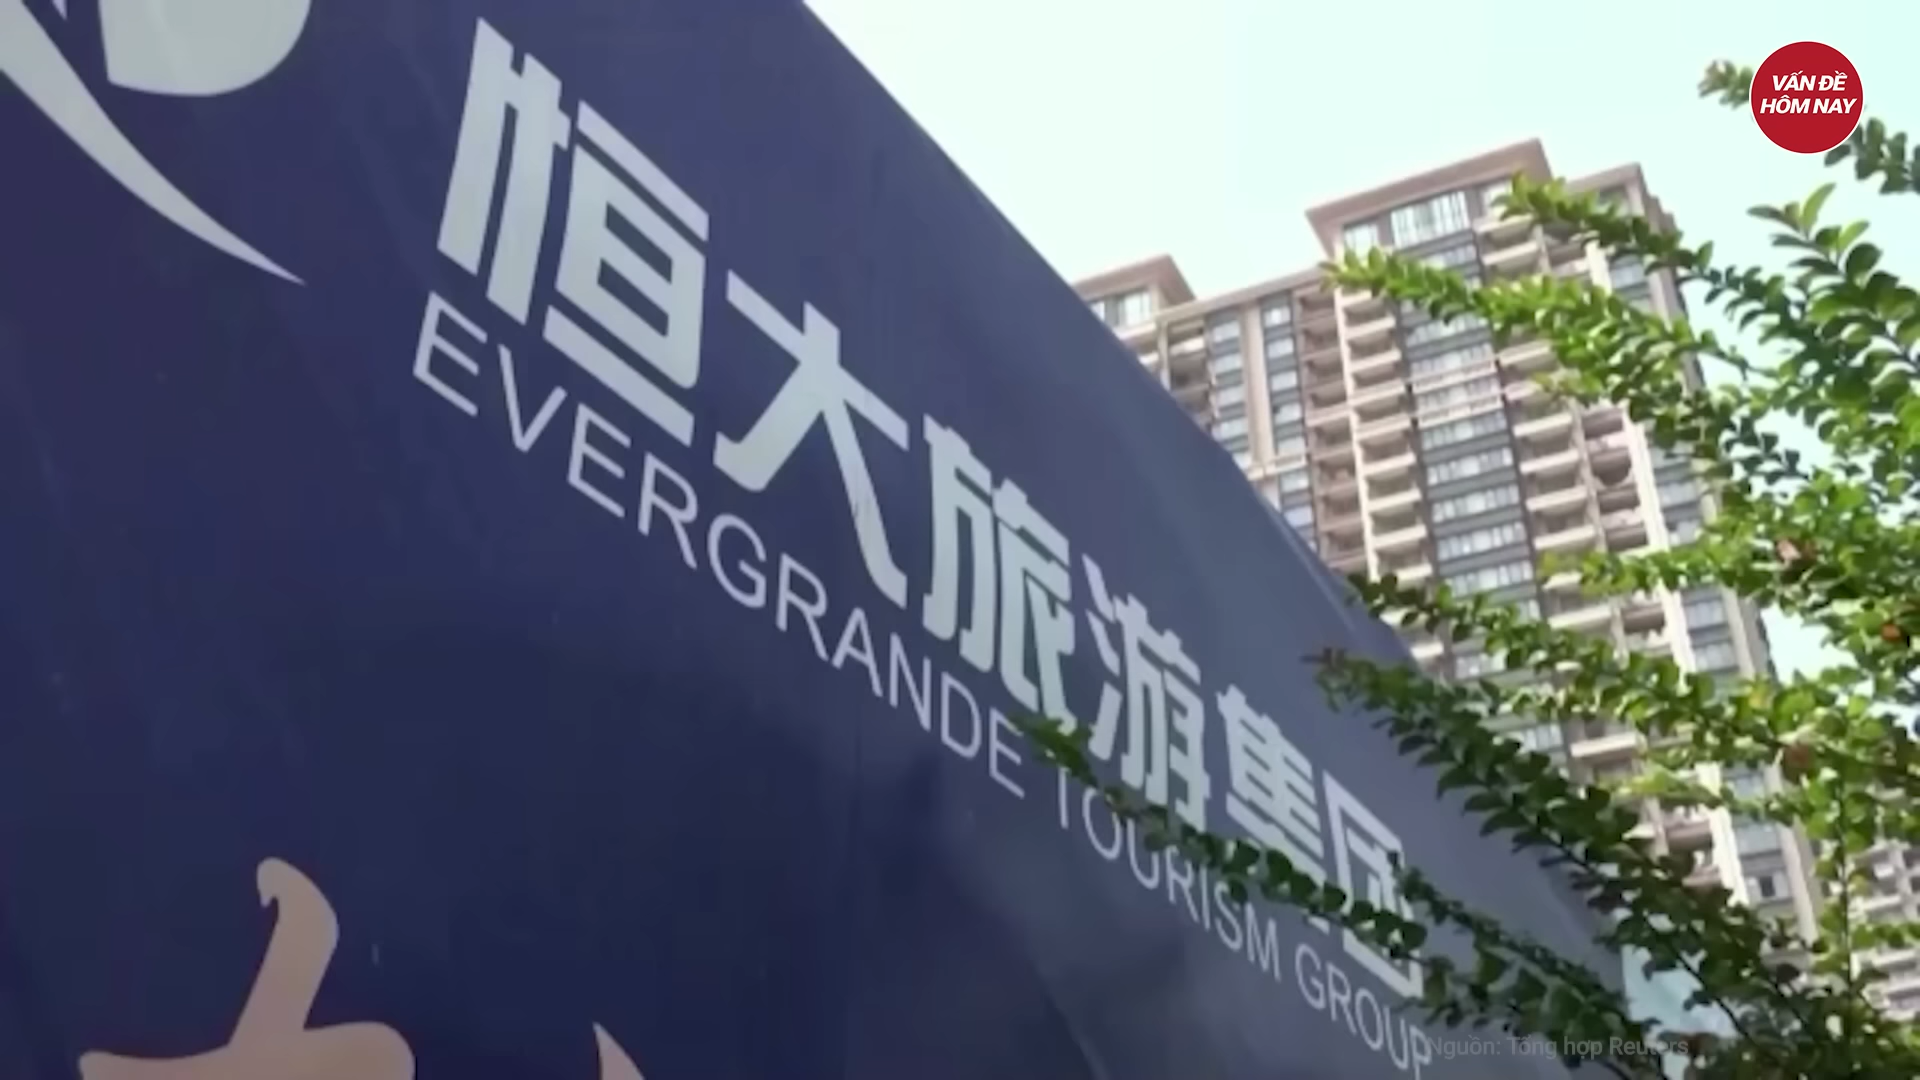 VẤN ĐỀ
HÔM NAY
恒大旅游集团
EVERGRANDE TOURISM GROUP
Nguồn: Tổng hợp Reuters